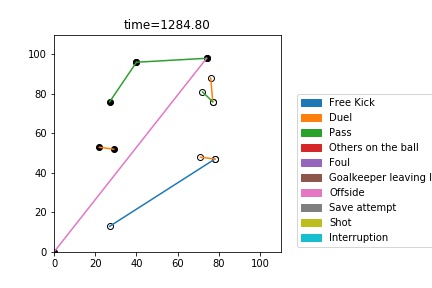 time=1284.80
100
80
60
40
20
0
0 20 40 60 80 100
Free Kick
Duel
Pass
Others on the ball
Foul
Goalkeeper leaving l
Offside
Save attempt
Shot
Interruption